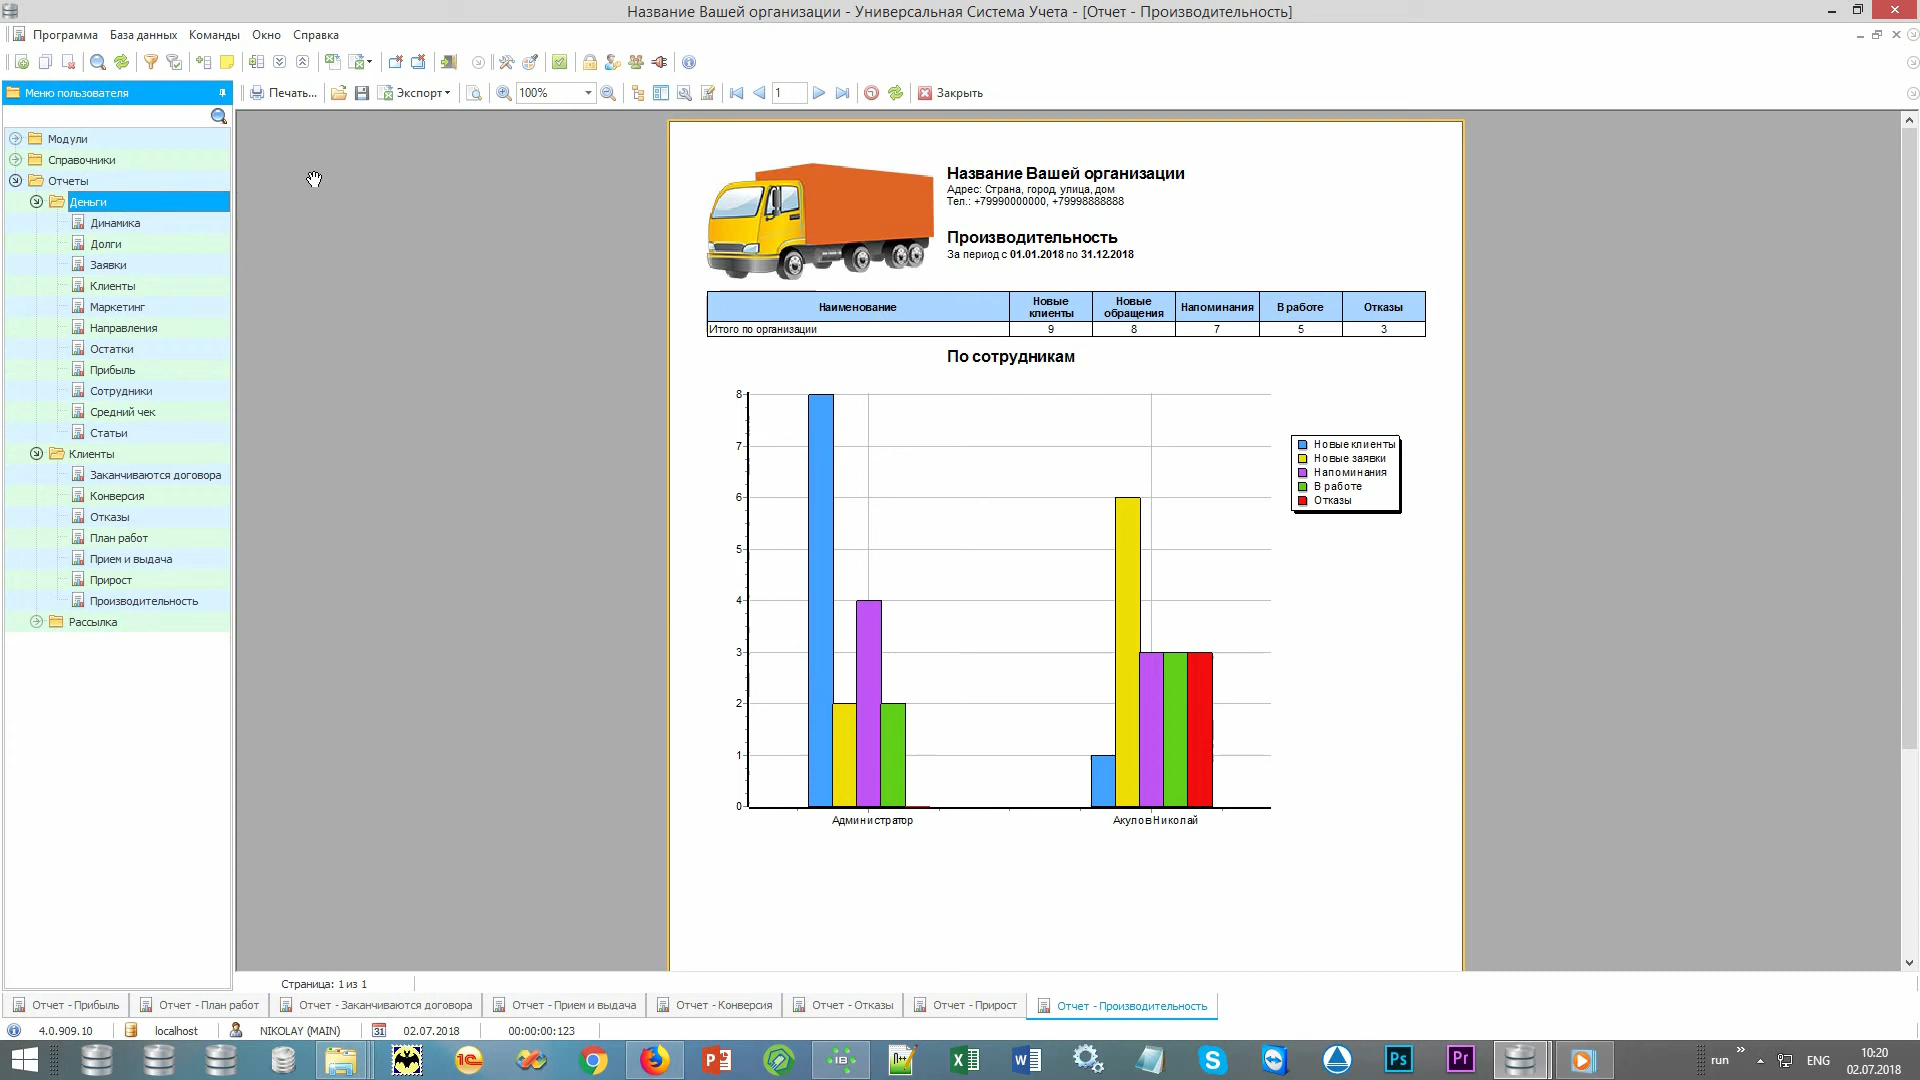 Название Вашей организации - Универсальная Система Учета - [Отчет - Производительность]
Программа База данных Команды Окно Справка
Меню пользователя
Печать... Экспорт 100% 1 Закрыть
Модули
Справочники
Отчеты
Деньги
Динамика
Долги
Заявки
Клиенты
Маркетинг
Направления
Остатки
Прибыль
Сотрудники
Средний чек
Статьи
Клиенты
Заканчиваются договора
Конверсия
Отказы
План работ
Прием и выдача
Прирост
Производительность
Рассылка
Название Вашей организации
Адрес: Страна, город, улица, дом
Тел.: +79990000000, +79998888888
Производительность
За период с 01.01.2018 по 31.12.2018
Наименование Новые клиенты Новые обращения Напоминания В работе Отказы
Итого по организации 9 8 7 5 3
По сотрудникам
8
7
6
5
4
3
2
1
0
Администратор Акулов Николай
Новые клиенты
Новые заявки
Напоминания
В работе
Отказы
Страница: 1 из 1
Отчет - Прибыль Отчет - План работ Отчет - Заканчиваются договора Отчет - Прием и выдача Отчет - Конверсия Отчет - Отказы Отчет - Прирост Отчет - Производительность
4.0.909.10 localhost NIKOLAY (MAIN) 31 02.07.2018 00:00:00:123
run » ENG 10:20
02.07.2018